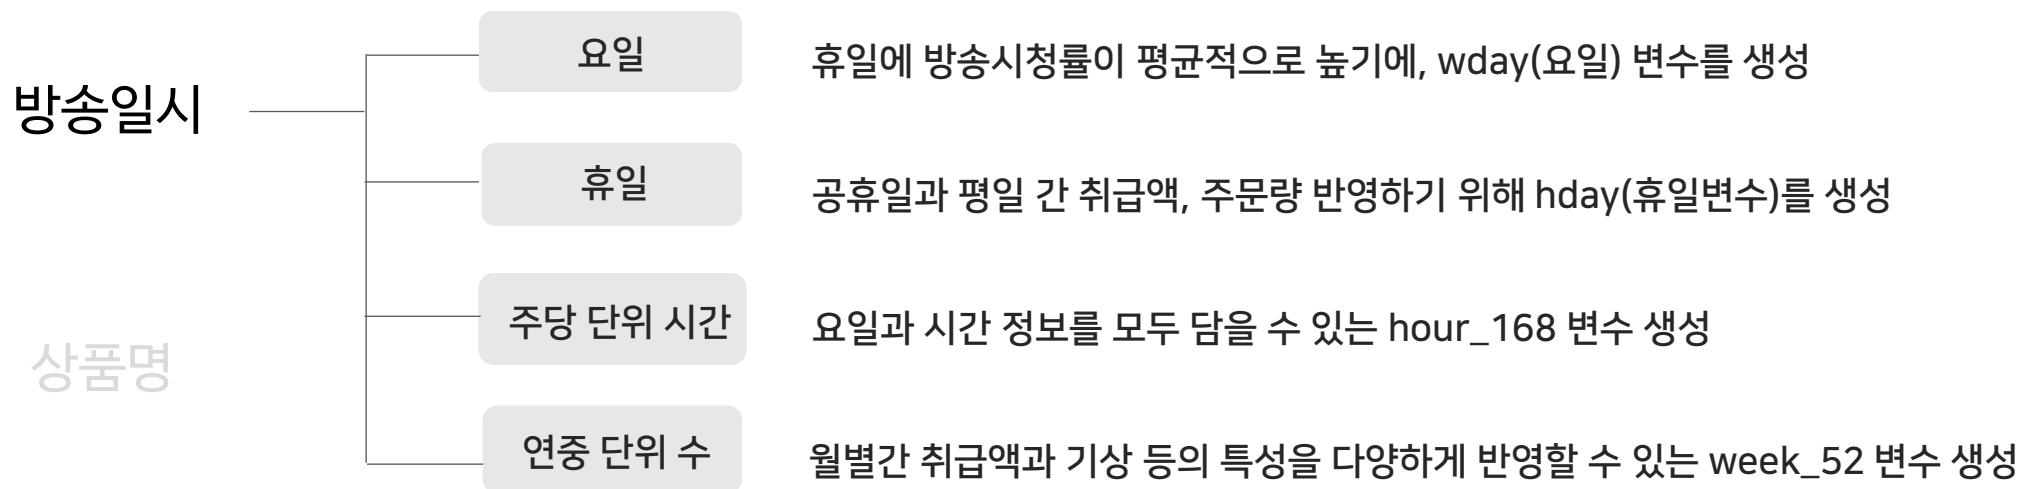 방송일시
요일
휴일에 방송시청률이 평균적으로 높기에, wday(요일) 변수를 생성
휴일
공휴일과 평일 간 취급액, 주문량 반영하기 위해 hday(휴일변수)를 생성
주당 단위 시간
요일과 시간 정보를 모두 담을 수 있는 hour_168 변수 생성
연중 단위 수
월별간 취급액과 기상 등의 특성을 다양하게 반영할 수 있는 week_52 변수 생성
상품명